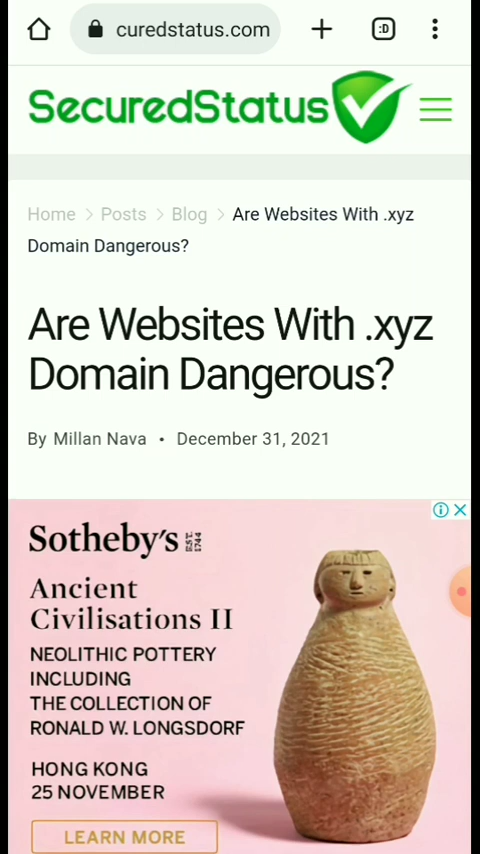 curedstatus.com
:D
SecuredStatus
Home > Posts > Blog > Are Websites With .xyz
Domain Dangerous?
Are Websites With .xyz
Domain Dangerous?
By Millan Nava • December 31, 2021
Sotheby's EST. 1744
Ancient
Civilisations II
NEOLITHIC POTTERY
INCLUDING
THE COLLECTION OF
RONALD W. LONGSDORF
HONG KONG
25 NOVEMBER
LEARN MORE